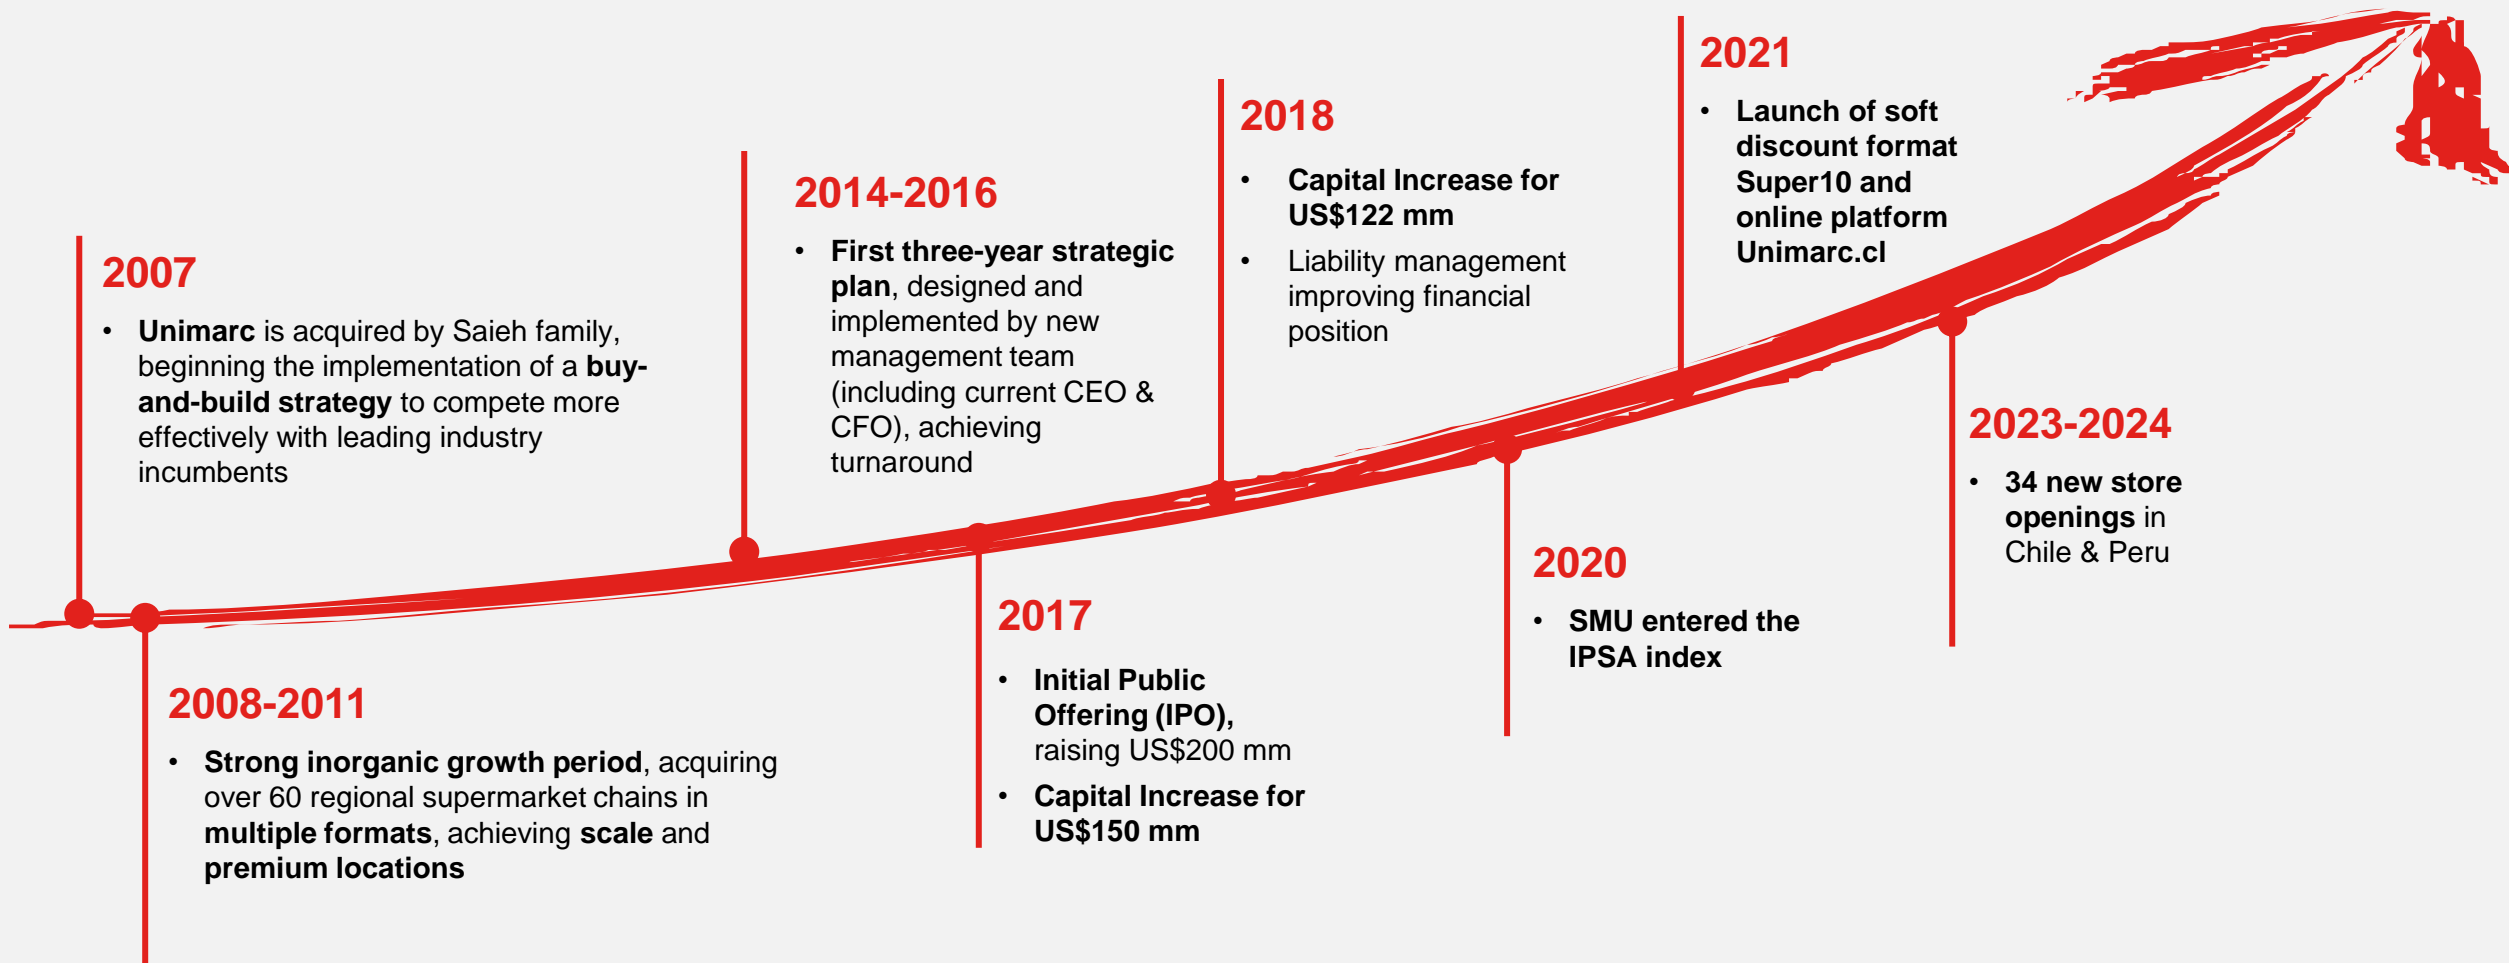 2007
• Unimarc is acquired by Saieh family,
beginning the implementation of a buy-
and-build strategy to compete more
effectively with leading industry
incumbents
2008-2011
• Strong inorganic growth period, acquiring
over 60 regional supermarket chains in
multiple formats, achieving scale and
premium locations
2014-2016
• First three-year strategic
plan, designed and
implemented by new
management team
(including current CEO &
CFO), achieving
turnaround
2017
• Initial Public
Offering (IPO),
raising US$200 mm
• Capital Increase for
US$150 mm
2018
• Capital Increase for
US$122 mm
• Liability management
improving financial
position
2020
• SMU entered the
IPSA index
2021
• Launch of soft
discount format
Super10 and
online platform
Unimarc.cl
2023-2024
• 34 new store
openings in
Chile & Peru